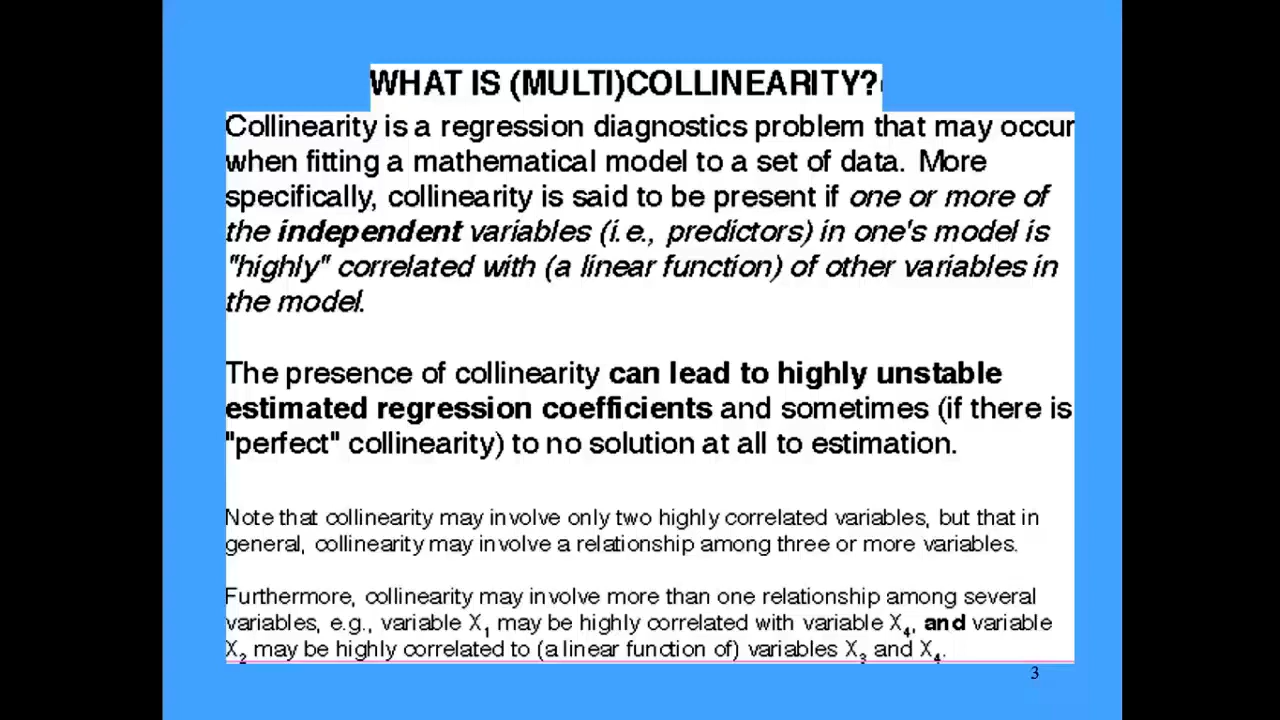 WHAT IS (MULTI)COLLINEARITY?
Collinearity is a regression diagnostics problem that may occur
when fitting a mathematical model to a set of data. More
specifically, collinearity is said to be present if one or more of
the independent variables (i.e., predictors) in one's model is
"highly" correlated with (a linear function) of other variables in
the model.
The presence of collinearity can lead to highly unstable
estimated regression coefficients and sometimes (if there is
"perfect" collinearity) to no solution at all to estimation.
Note that collinearity may involve only two highly correlated variables, but that in
general, collinearity may involve a relationship among three or more variables.
Furthermore, collinearity may involve more than one relationship among several
variables, e.g., variable X₁ may be highly correlated with variable X₄, and variable
X₂ may be highly correlated to (a linear function of) variables X₃ and X₄.
3